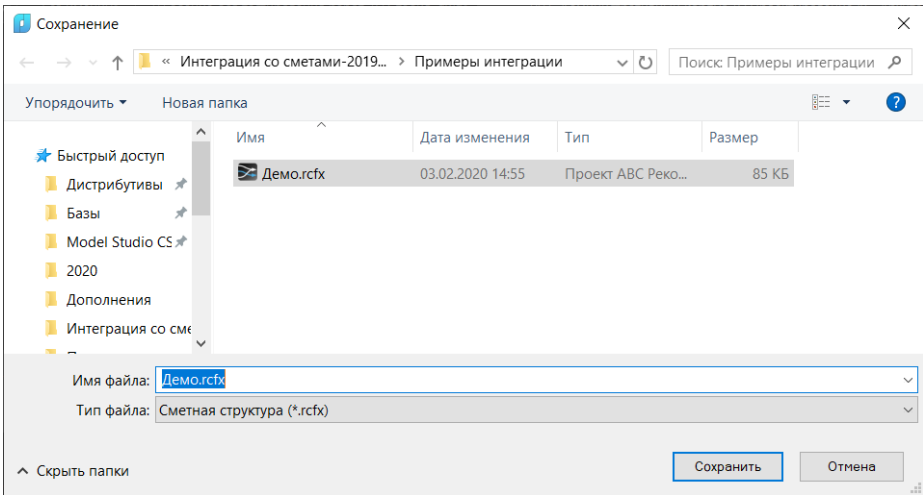 Сохранение
« Интеграция со сметами-2019... > Примеры интеграции
Поиск: Примеры интеграции
Упорядочить
Новая папка
?
Имя Дата изменения Тип Размер
Быстрый доступ
Демо.rcfx 03.02.2020 14:55 Проект АВС Реко... 85 КБ
Дистрибутивы
Базы
Model Studio CS
2020
Дополнения
Интеграция со сме
Имя файла: Демо.rcfx
Тип файла: Сметная структура (*.rcfx)
Скрыть папки
Сохранить
Отмена